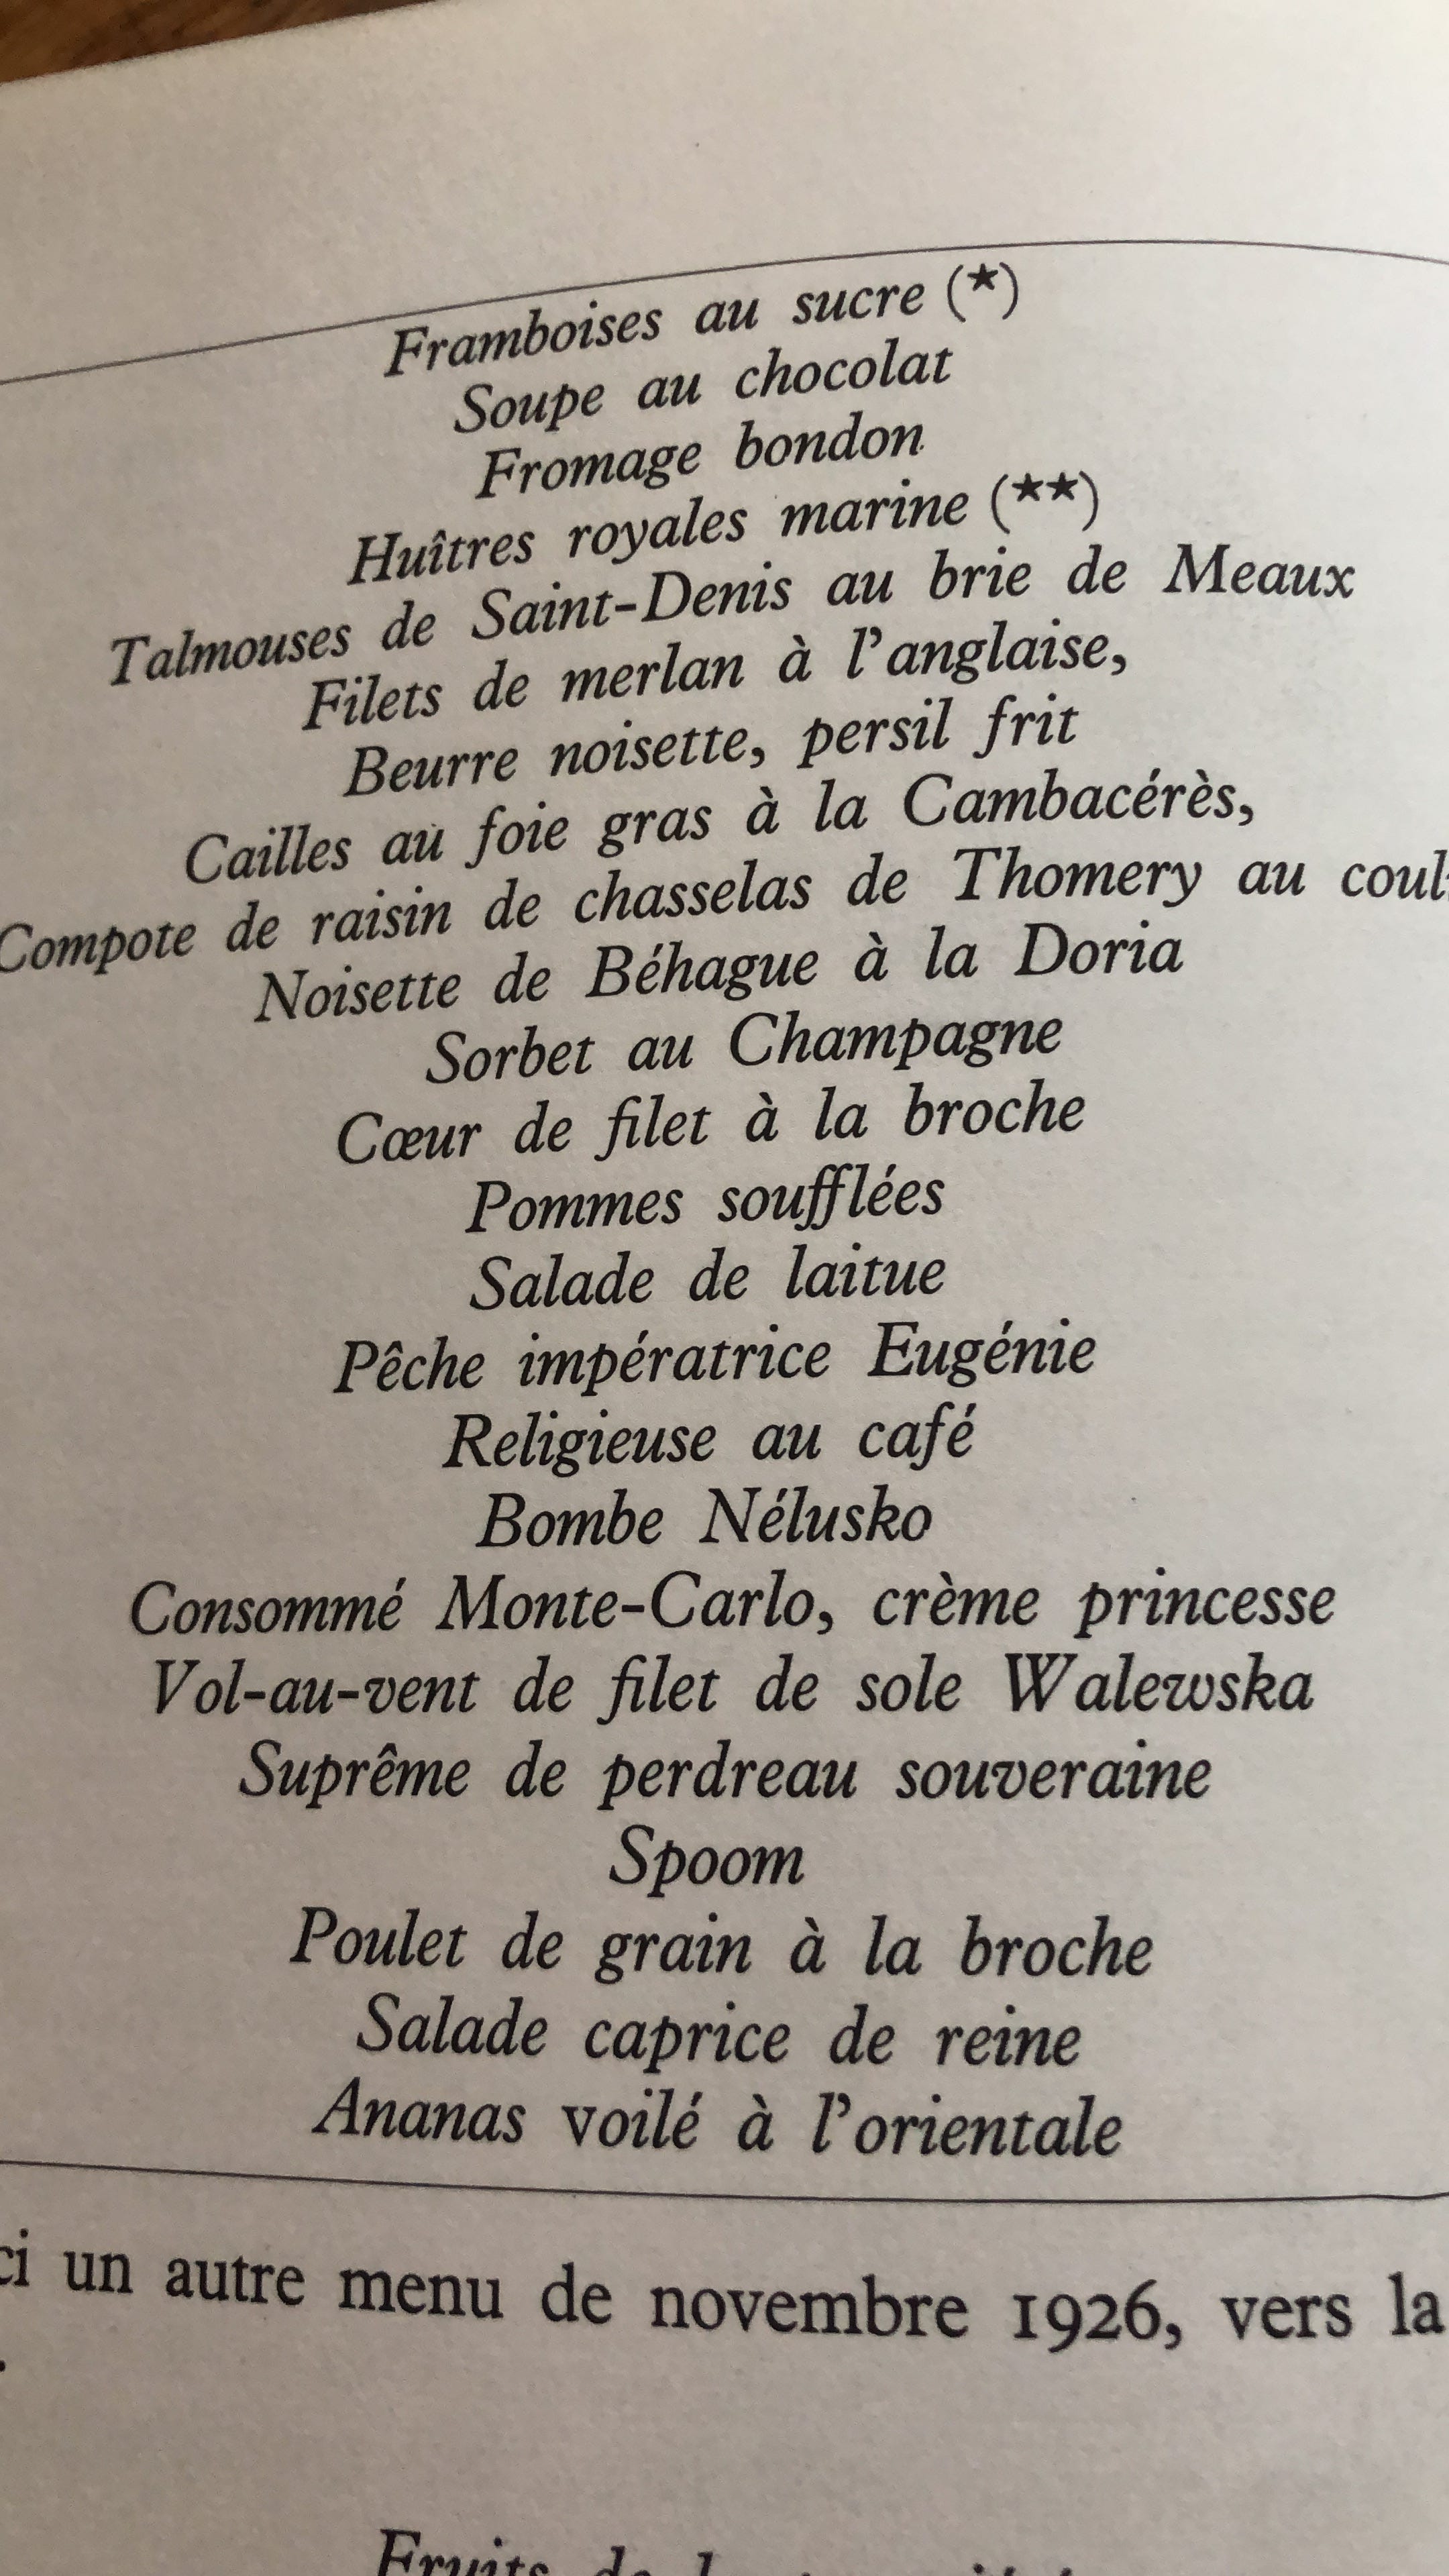 Framboises au sucre (★)
Soupe au chocolat
Fromage bondon
Huîtres royales marine (★★)
Talmouses de Saint-Denis au brie de Meaux
Filets de merlan à l'anglaise,
Beurre noisette, persil frit
Cailles au foie gras à la Cambacérès,
Compote de raisin de chasselas de Thomery au
Noisette de Béhague à la Doria
Sorbet au Champagne
Cœur de filet à la broche
Pommes soufflées
Salade de laitue
Pêche impératrice Eugénie
Religieuse au café
Bombe Nélusko
Consommé Monte-Carlo, crème princesse
Vol-au-vent de filet de sole Walewska
Suprême de perdreau souveraine
Spoom
Poulet de grain à la broche
Salade caprice de reine
Ananas voilé à l'orientale
un autre menu de novembre 1926, vers la
Fruits de